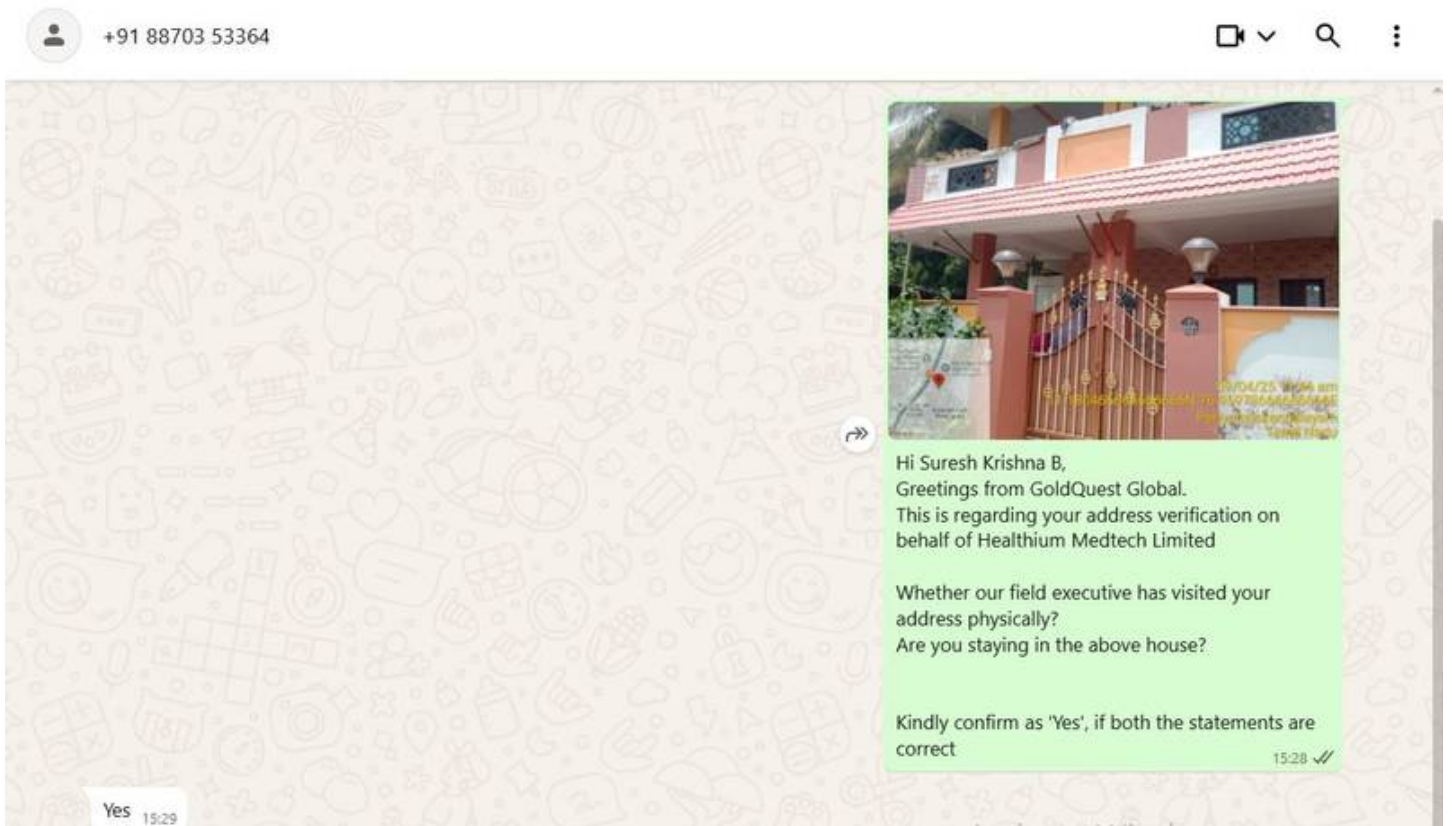 +91 88703 53364
Hi Suresh Krishna B,
Greetings from GoldQuest Global.
This is regarding your address verification on
behalf of Healthium Medtech Limited
Whether our field executive has visited your
address physically?
Are you staying in the above house?
Kindly confirm as 'Yes', if both the statements are
correct
15:28
Yes 15:29